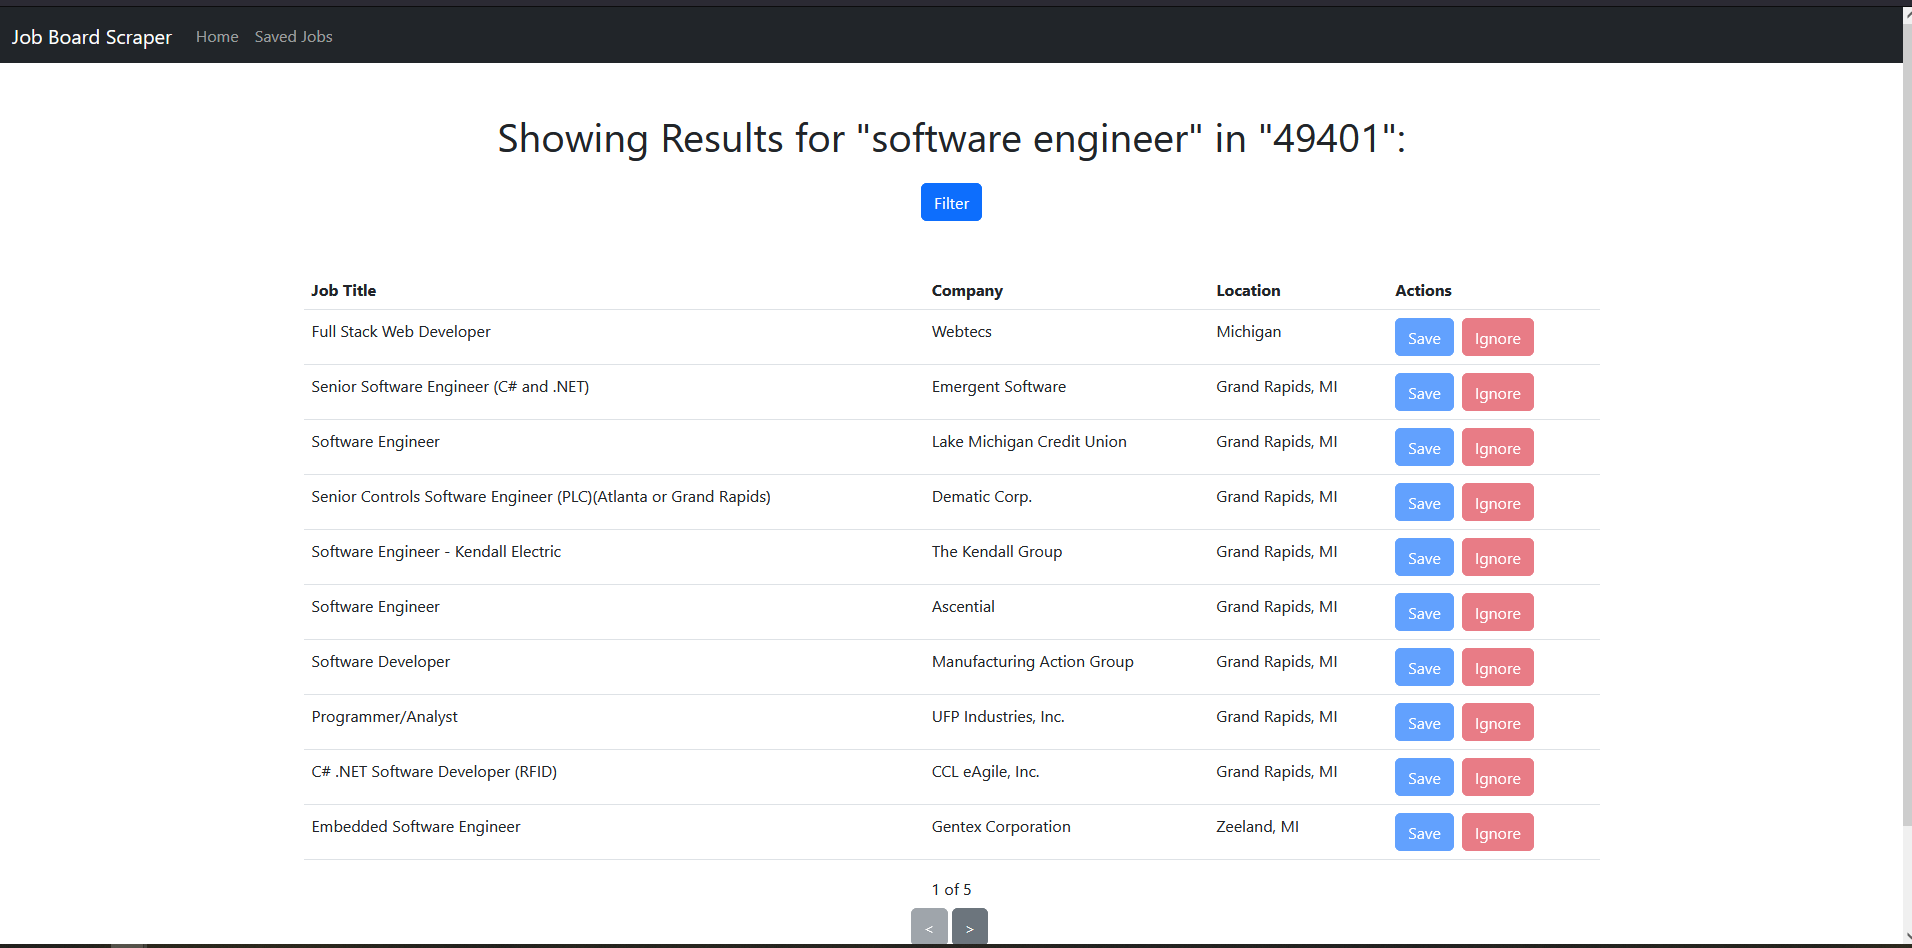 Job Board Scraper Home Saved Jobs
Showing Results for "software engineer" in "49401":
Filter
Job Title Company Location Actions
Full Stack Web Developer Webtecs Michigan Save Ignore
Senior Software Engineer (C# and .NET) Emergent Software Grand Rapids, MI Save Ignore
Software Engineer Lake Michigan Credit Union Grand Rapids, MI Save Ignore
Senior Controls Software Engineer (PLC)(Atlanta or Grand Rapids) Dematic Corp. Grand Rapids, MI Save Ignore
Software Engineer - Kendall Electric The Kendall Group Grand Rapids, MI Save Ignore
Software Engineer Ascential Grand Rapids, MI Save Ignore
Software Developer Manufacturing Action Group Grand Rapids, MI Save Ignore
Programmer/Analyst UFP Industries, Inc. Grand Rapids, MI Save Ignore
C# .NET Software Developer (RFID) CCL eAgile, Inc. Grand Rapids, MI Save Ignore
Embedded Software Engineer Gentex Corporation Zeeland, MI Save Ignore
1 of 5
< >